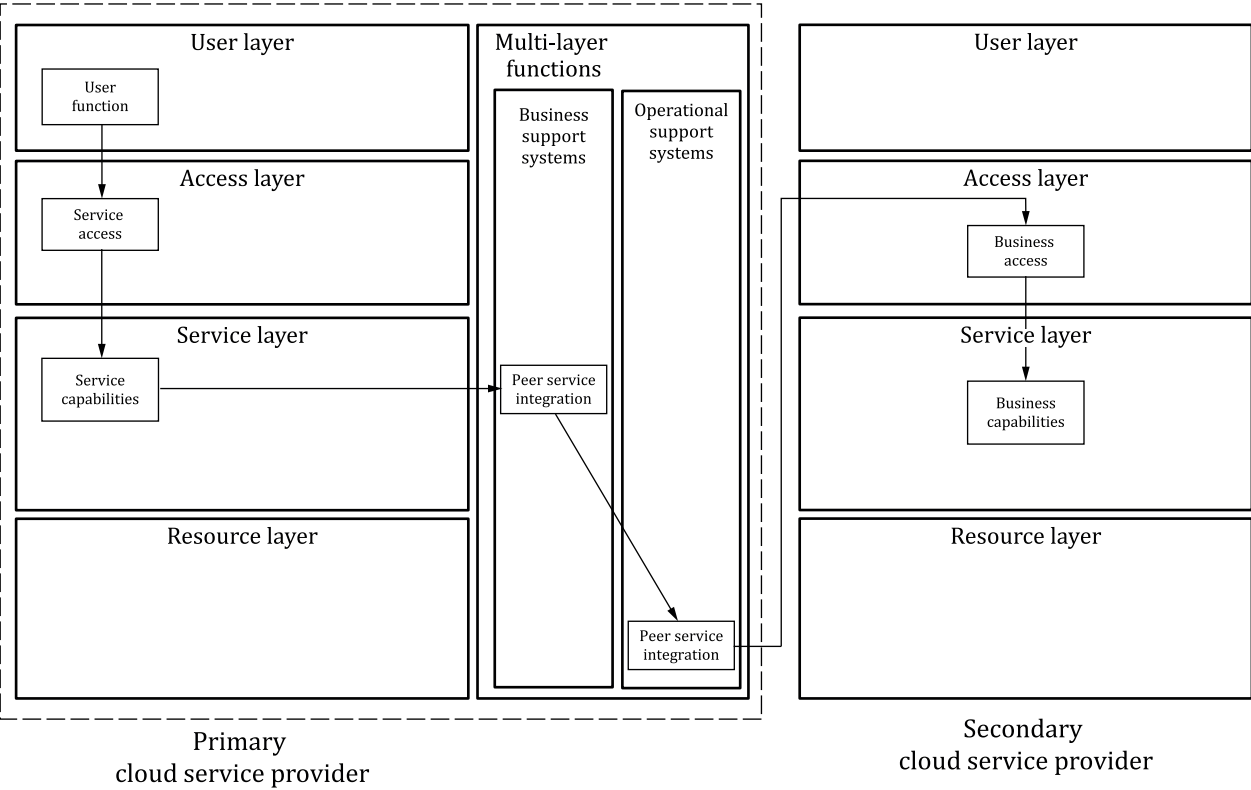 User layer
User
function
Access layer
Service
access
Service layer
Service
capabilities
Resource layer
Multi-layer
functions
Business
support
systems
Peer service
integration
Operational
support
systems
Peer service
integration
Primary
cloud service provider
User layer
Access layer
Business
access
Service layer
Business
capabilities
Resource layer
Secondary
cloud service provider